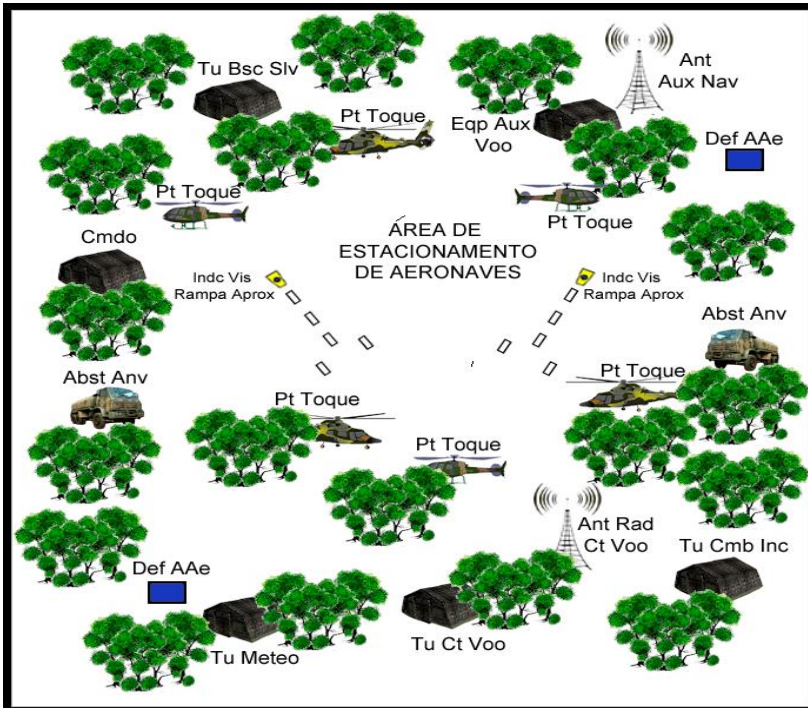 Tu Bsc Slv
Ant
Aux Nav
Pt Toque
Eqp Aux
Voo
Def AAe
Pt Toque
Pt Toque
Cmdo
ÁREA DE
ESTACIONAMENTO
DE AERONAVES
Indc Vis
Rampa Aprox
Indc Vis
Rampa Aprox
Abst Anv
Abst Anv
Pt Toque
Pt Toque
Pt Toque
Ant Rad
Ct Voo
Tu Cmb Inc
Def AAe
Tu Meteo
Tu Ct Voo